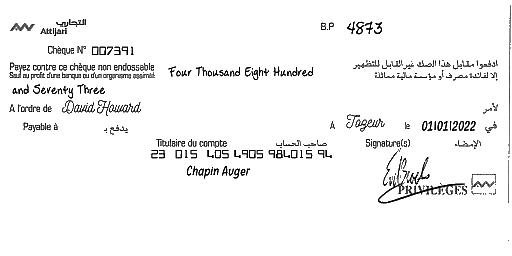 التجاري
Attijari
B.P 4873
Chèque N° 007391
Payez contre ce chèque non endossable
Sauf au profit d'une banque ou d'un organisme assimilé
Four Thousand Eight Hundred
ادفعوا مقابل هذا الصك غير القابل للتظهير
إلا لفائدة مصرف أو مؤسسة مالية مماثلة
and Seventy Three
A l'ordre de David Howard
لأمر
Payable à يدفع بـ
A Tozeur le 01/01/2022 في
Titulaire du compte صاحب الحساب
Signature(s) الإمضاء
23 015 405 4905 984015 94
Chapin Auger
PRIVILÈGES